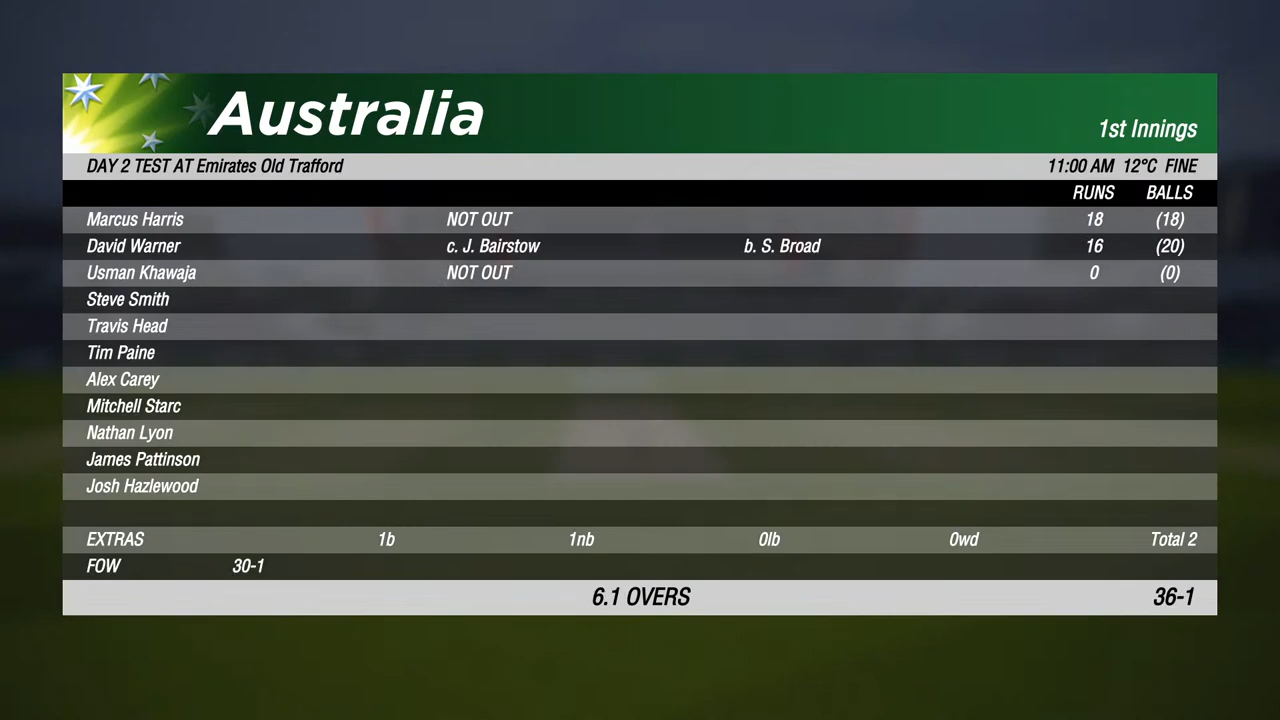 Australia
1st Innings
DAY 2 TEST AT Emirates Old Trafford 11:00 AM 12°C FINE
RUNS BALLS
Marcus Harris NOT OUT 18 (18)
David Warner c. J. Bairstow b. S. Broad 16 (20)
Usman Khawaja NOT OUT 0 (0)
Steve Smith
Travis Head
Tim Paine
Alex Carey
Mitchell Starc
Nathan Lyon
James Pattinson
Josh Hazlewood
EXTRAS 1b 1nb 0lb 0wd Total 2
FOW 30-1
6.1 OVERS 36-1